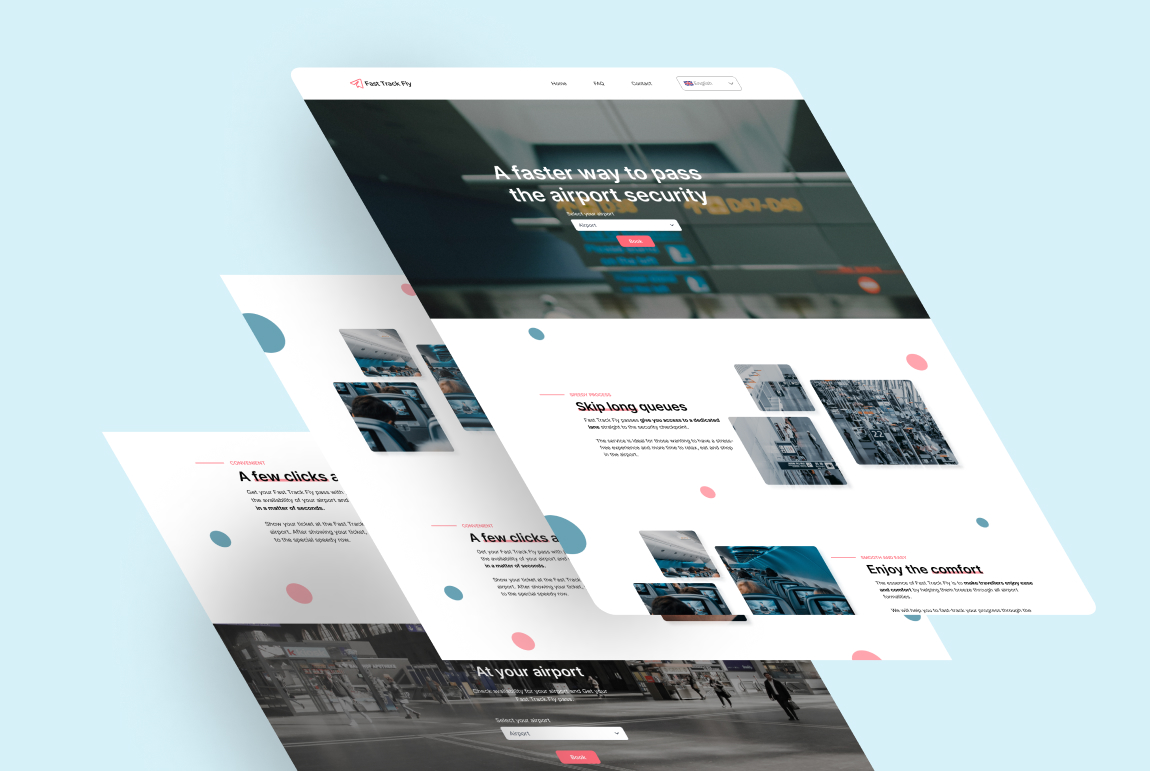 Fast Track Fly
Home
FAQ
Contact
English
A faster way to pass
the airport security
D47-D49
Select your airport
Airport
Book
SPEEDY PROCESS
Skip long queues
Fast Track Fly passes give you access to a dedicated
lane straight to the security checkpoint.
The service is ideal for those wanting to have a stress-
free experience and more time to relax, eat and shop
in the airport.
22
SMOOTH AND EASY
Enjoy the comfort
The essence of Fast Track Fly is to make travellers enjoy ease
and comfort by helping them breeze through all airport
formalities.
We will help you to fast-track your progress through the
CONVENIENT
A few clicks a
Get your Fast Track Fly pass with
the availability of your airport and
in a matter of seconds.
Show your ticket at the Fast Track
airport. After showing your ticket,
to the special speedy row.
CONVENIENT
A few clicks a
Get your Fast Track Fly pass with
the availability of your airport and
in a matter of seconds.
Show your ticket at the Fast Track
airport. After showing your ticket,
to the special speedy row.
At your airport
Check availability for your airport and Get your
Fast Track Fly pass.
Select your airport
Airport
Book